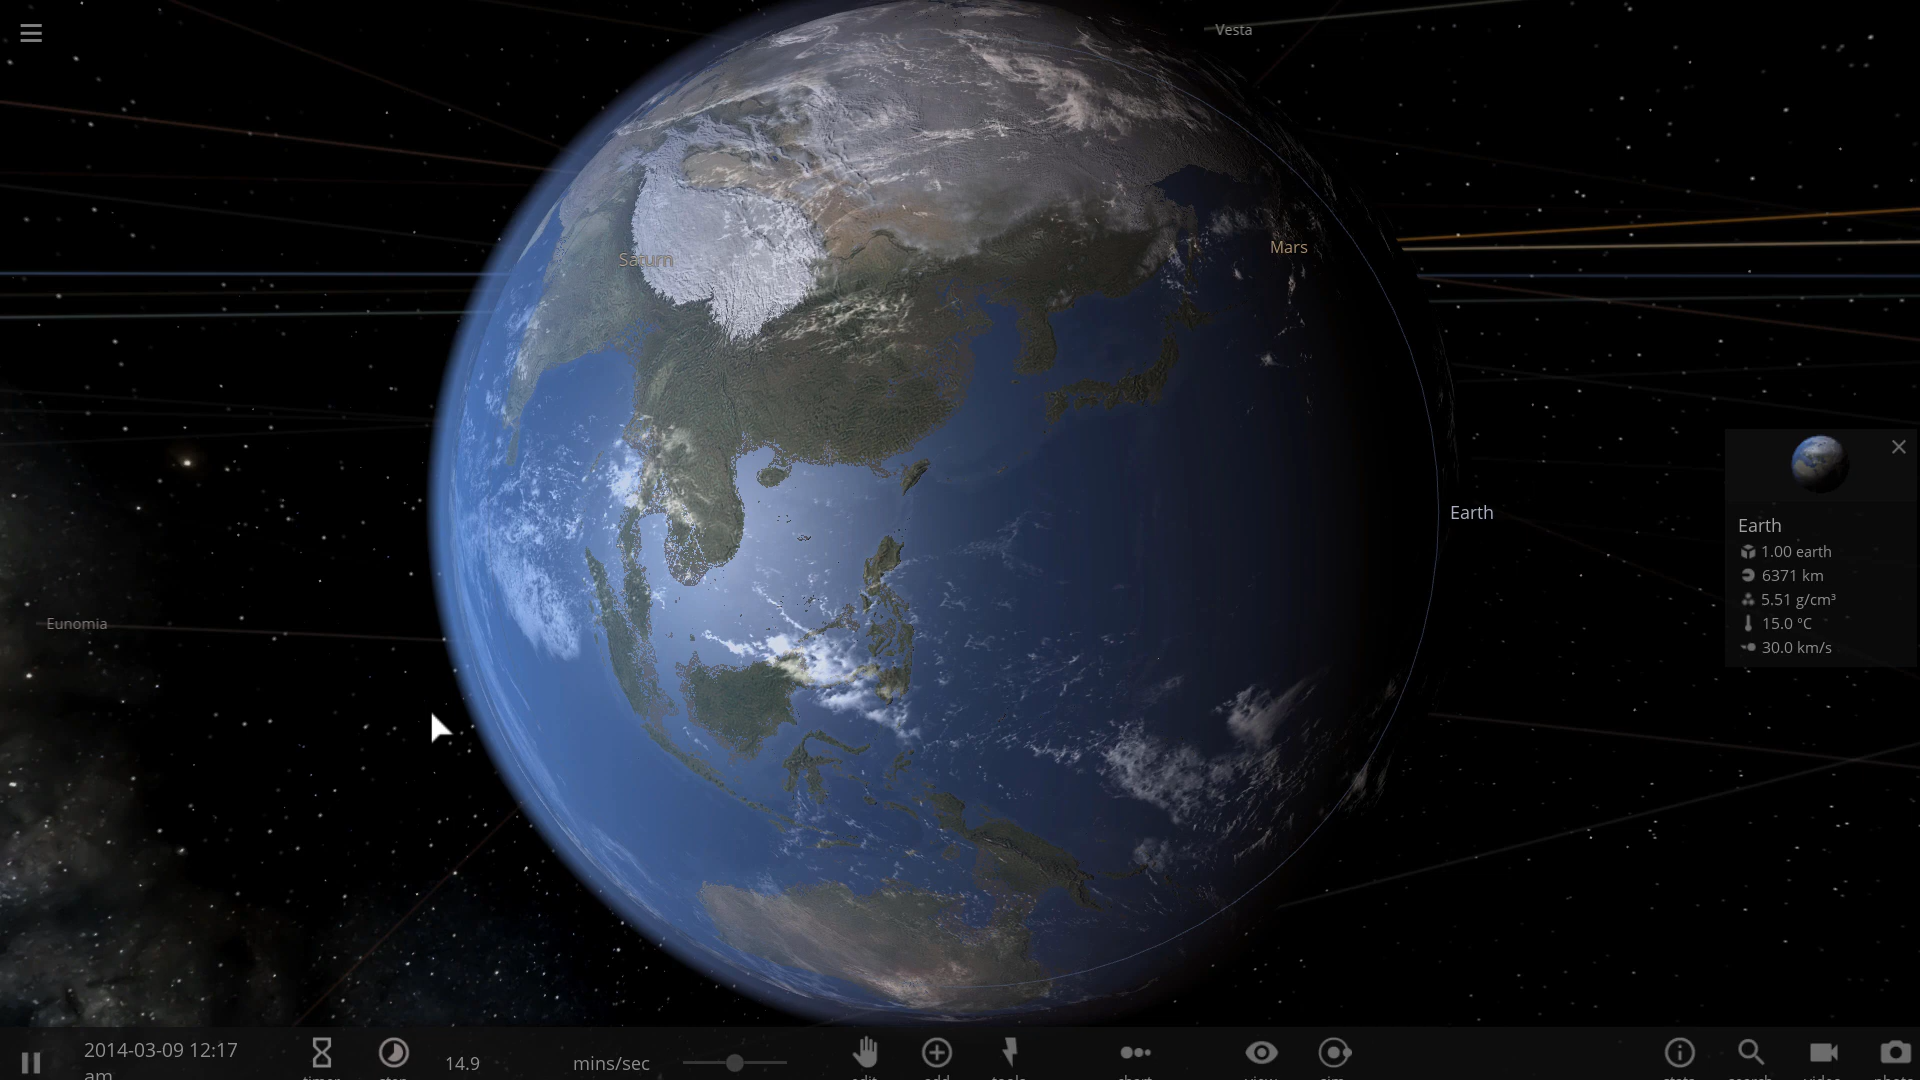 Vesta
Saturn
Mars
Earth
Eunomia
Earth
1.00 earth
6371 km
5.51 g/cm³
15.0 °C
30.0 km/s
2014-03-09 12:17
am
14.9
mins/sec